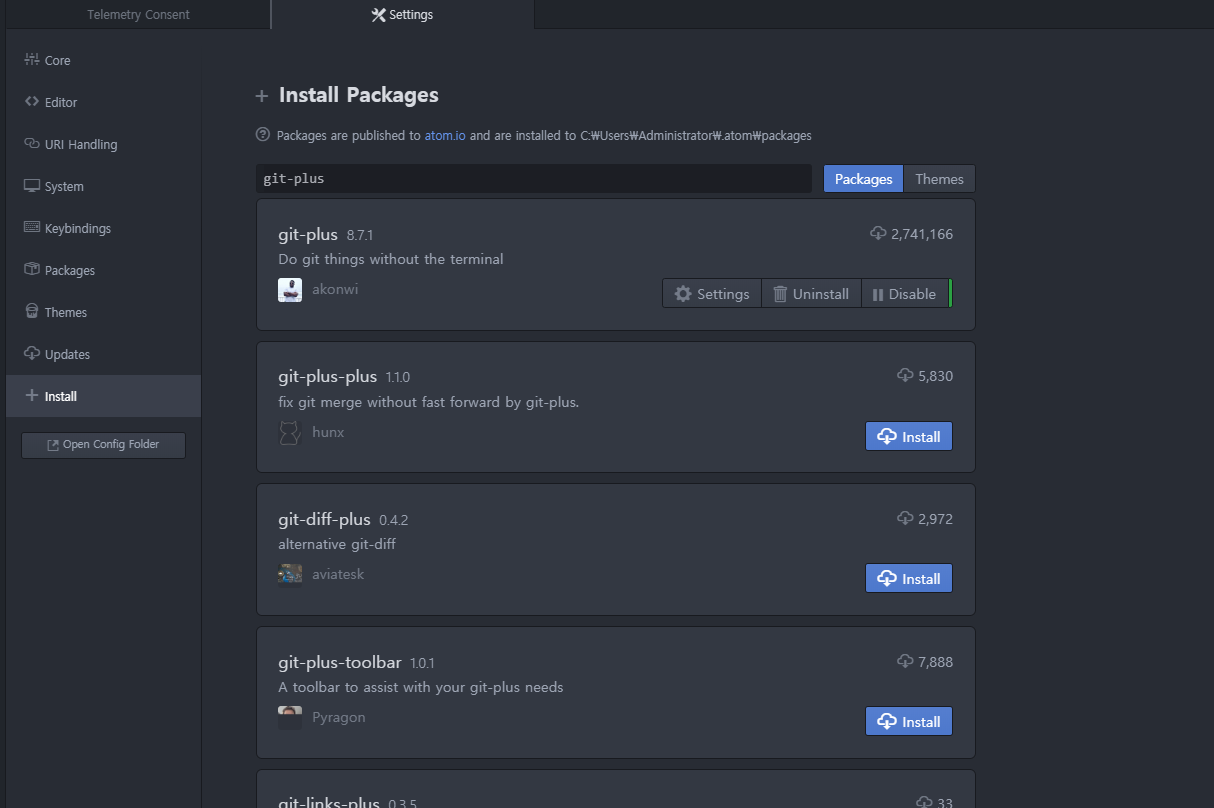 Telemetry Consent
Settings
Core
Editor
URI Handling
System
Keybindings
Packages
Themes
Updates
Install
Open Config Folder
Install Packages
Packages are published to atom.io and are installed to C:₩Users₩Administrator₩.atom₩packages
git-plus
Packages
Themes
git-plus 8.7.1
2,741,166
Do git things without the terminal
akonwi
Settings
Uninstall
Disable
git-plus-plus 1.1.0
5,830
fix git merge without fast forward by git-plus.
hunx
Install
git-diff-plus 0.4.2
2,972
alternative git-diff
aviatesk
Install
git-plus-toolbar 1.0.1
7,888
A toolbar to assist with your git-plus needs
Pyragon
Install
git-links-plus 0.3.5
33